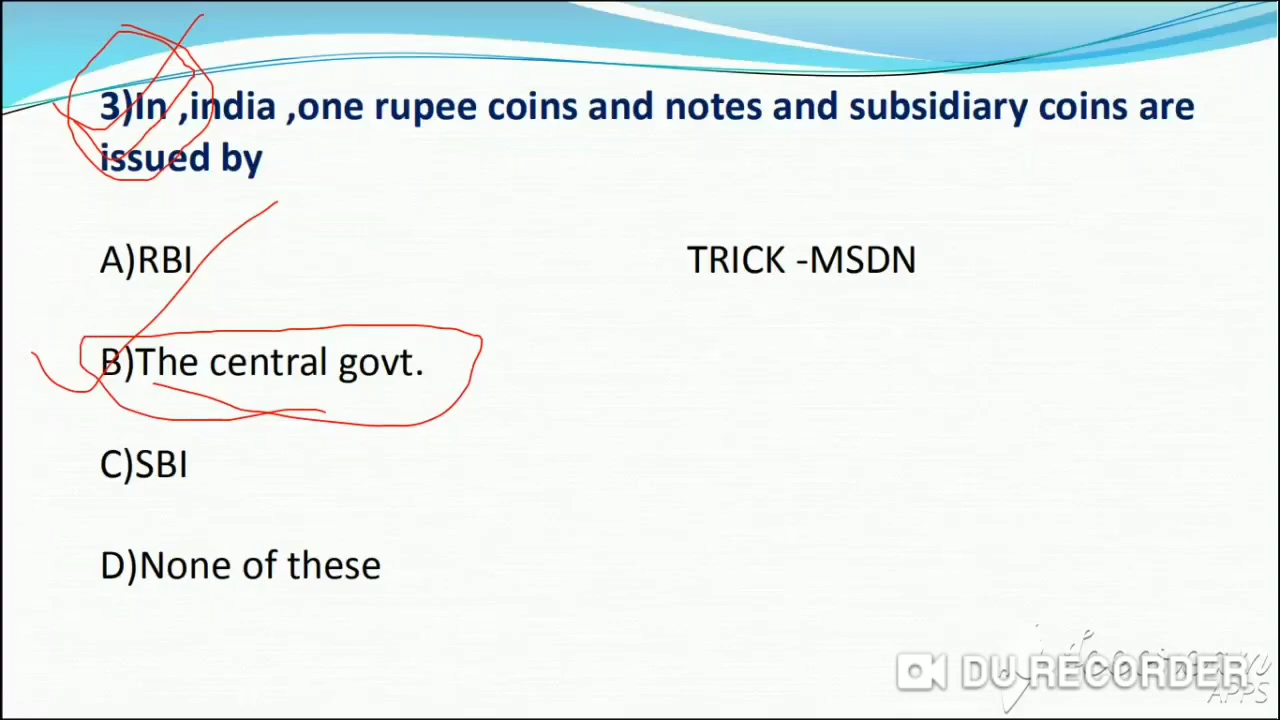 3)In ,india ,one rupee coins and notes and subsidiary coins are
issued by
A)RBI
TRICK -MSDN
B)The central govt.
C)SBI
D)None of these
DU RECORDER
APPS